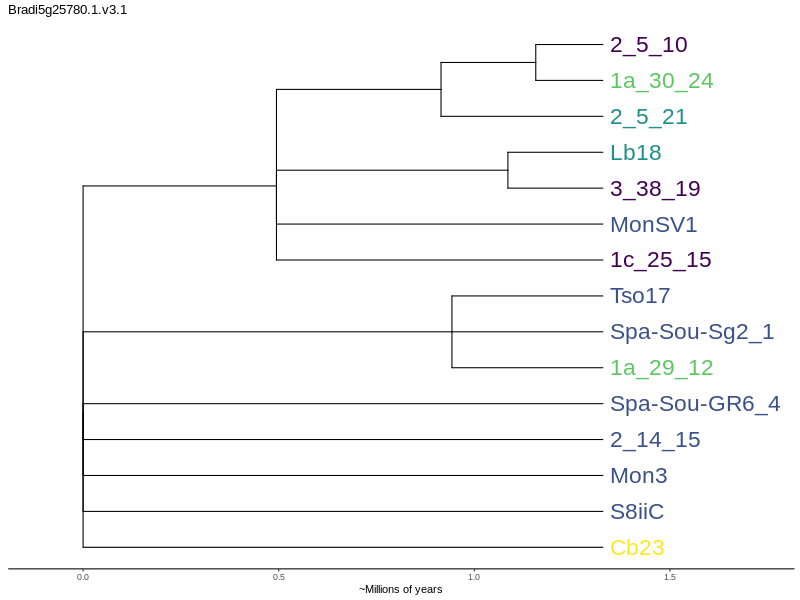 Bradi5g25780.1.v3.1
2_5_10
1a_30_24
2_5_21
Lb18
3_38_19
MonSV1
1c_25_15
Tso17
Spa-Sou-Sg2_1
1a_29_12
Spa-Sou-GR6_4
2_14_15
Mon3
S8iiC
Cb23
0.0 0.5 1.0 1.5
~Millions of years